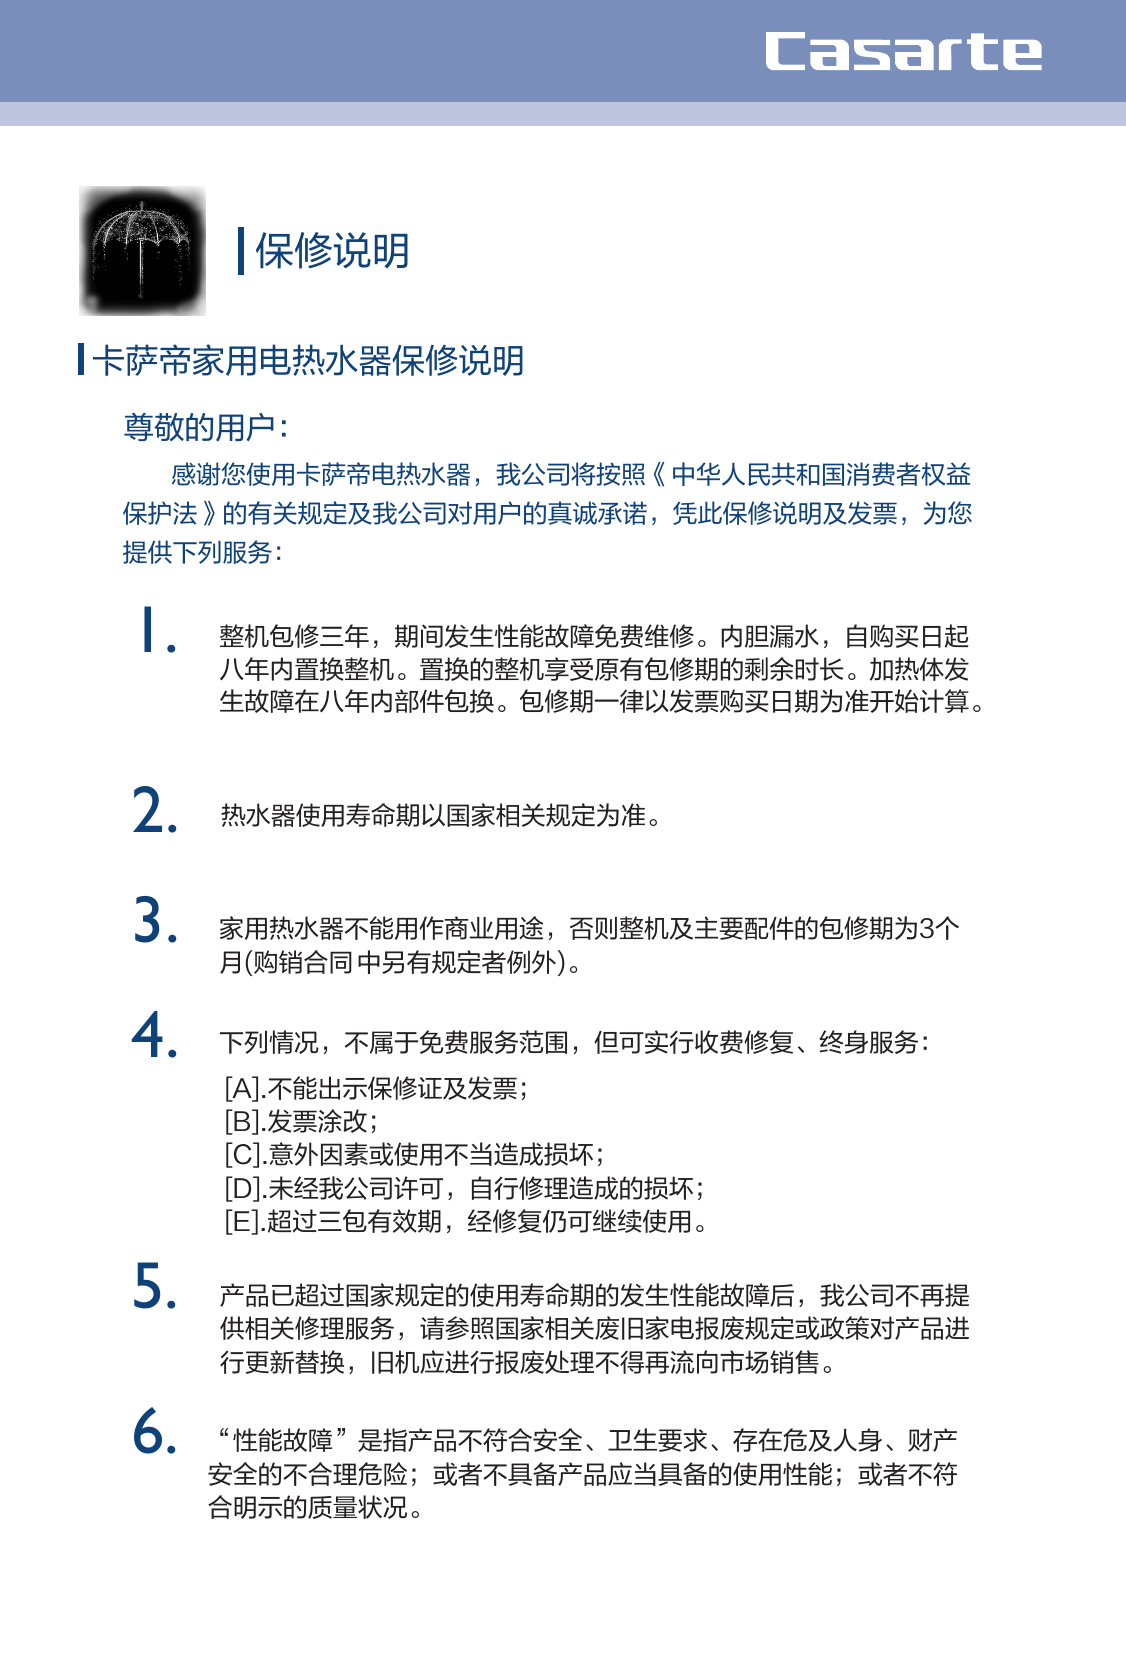 Casarte
保修说明
卡萨帝家用电热水器保修说明
尊敬的用户：
感谢您使用卡萨帝电热水器，我公司将按照《中华人民共和国消费者权益
保护法》的有关规定及我公司对用户的真诚承诺，凭此保修说明及发票，为您
提供下列服务：
1. 整机包修三年，期间发生性能故障免费维修。内胆漏水，自购买日起
八年内置换整机。置换的整机享受原有包修期的剩余时长。加热体发
生故障在八年内部件包换。包修期一律以发票购买日期为准开始计算。
2. 热水器使用寿命期以国家相关规定为准。
3. 家用热水器不能用作商业用途，否则整机及主要配件的包修期为3个
月(购销合同中另有规定者例外)。
4. 下列情况，不属于免费服务范围，但可实行收费修复、终身服务：
[A].不能出示保修证及发票；
[B].发票涂改；
[C].意外因素或使用不当造成损坏；
[D].未经我公司许可，自行修理造成的损坏；
[E].超过三包有效期，经修复仍可继续使用。
5. 产品已超过国家规定的使用寿命期的发生性能故障后，我公司不再提
供相关修理服务，请参照国家相关废旧家电报废规定或政策对产品进
行更新替换，旧机应进行报废处理不得再流向市场销售。
6. “性能故障”是指产品不符合安全、卫生要求、存在危及人身、财产
安全的不合理危险；或者不具备产品应当具备的使用性能；或者不符
合明示的质量状况。